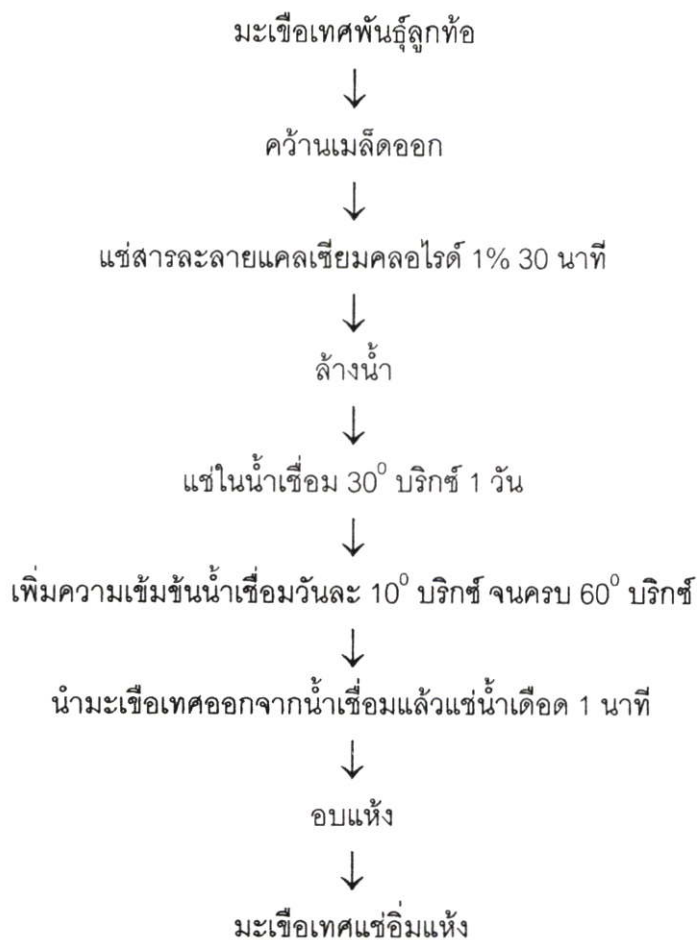 มะเขือเทศพันธุ์ลูกท้อ
↓
คว้านเมล็ดออก
↓
แช่สารละลายแคลเซียมคลอไรด์ 1% 30 นาที
↓
ล้างน้ำ
↓
แช่ในน้ำเชื่อม 30⁰ บริกซ์ 1 วัน
↓
เพิ่มความเข้มข้นน้ำเชื่อมวันละ 10⁰ บริกซ์ จนครบ 60⁰ บริกซ์
↓
นำมะเขือเทศออกจากน้ำเชื่อมแล้วแช่น้ำเดือด 1 นาที
↓
อบแห้ง
↓
มะเขือเทศแช่อิ่มแห้ง